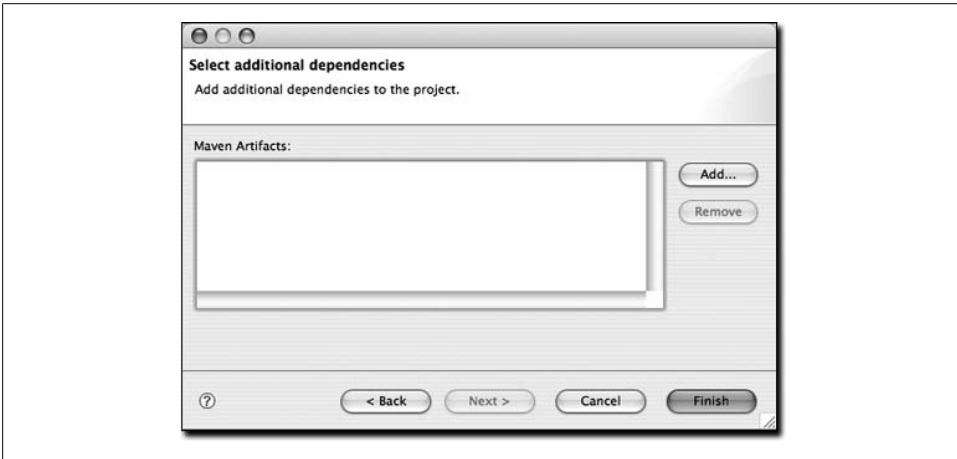 Select additional dependencies
Add additional dependencies to the project.
Maven Artifacts:
Add...
Remove
?
< Back
Next >
Cancel
Finish